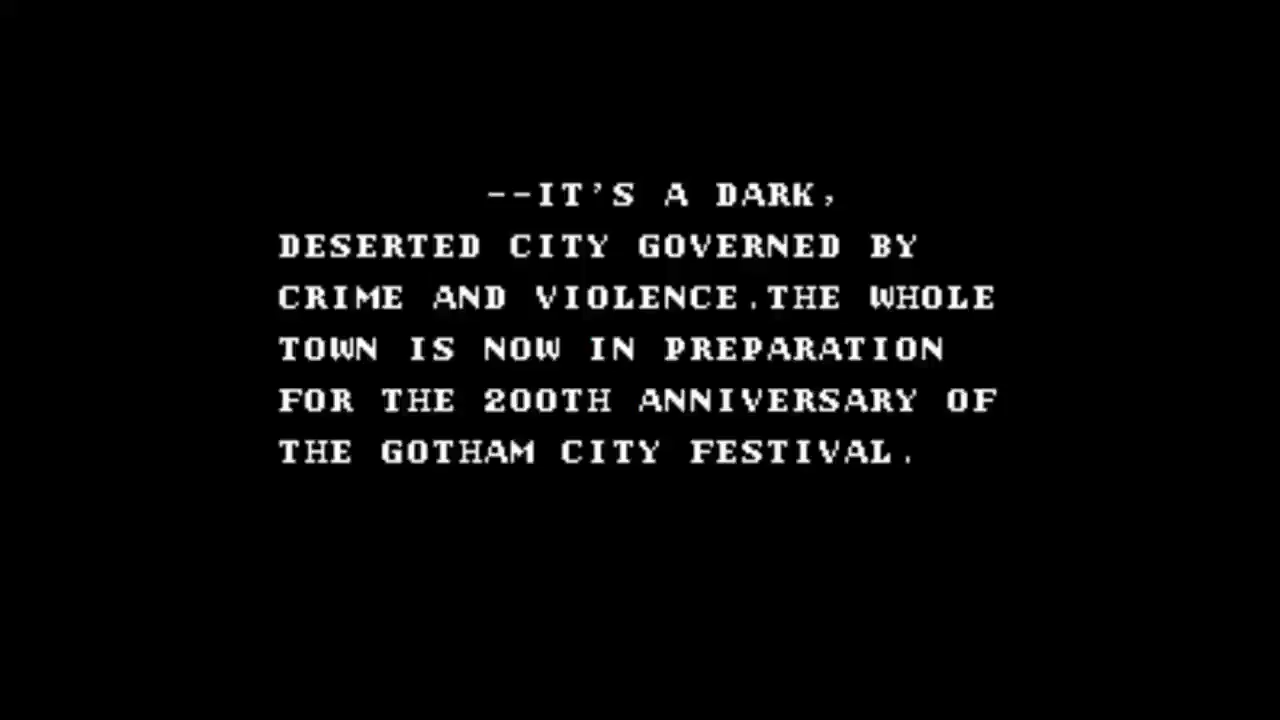 --IT'S A DARK,
DESERTED CITY GOVERNED BY
CRIME AND VIOLENCE.THE WHOLE
TOWN IS NOW IN PREPARATION
FOR THE 200TH ANNIVERSARY OF
THE GOTHAM CITY FESTIVAL.